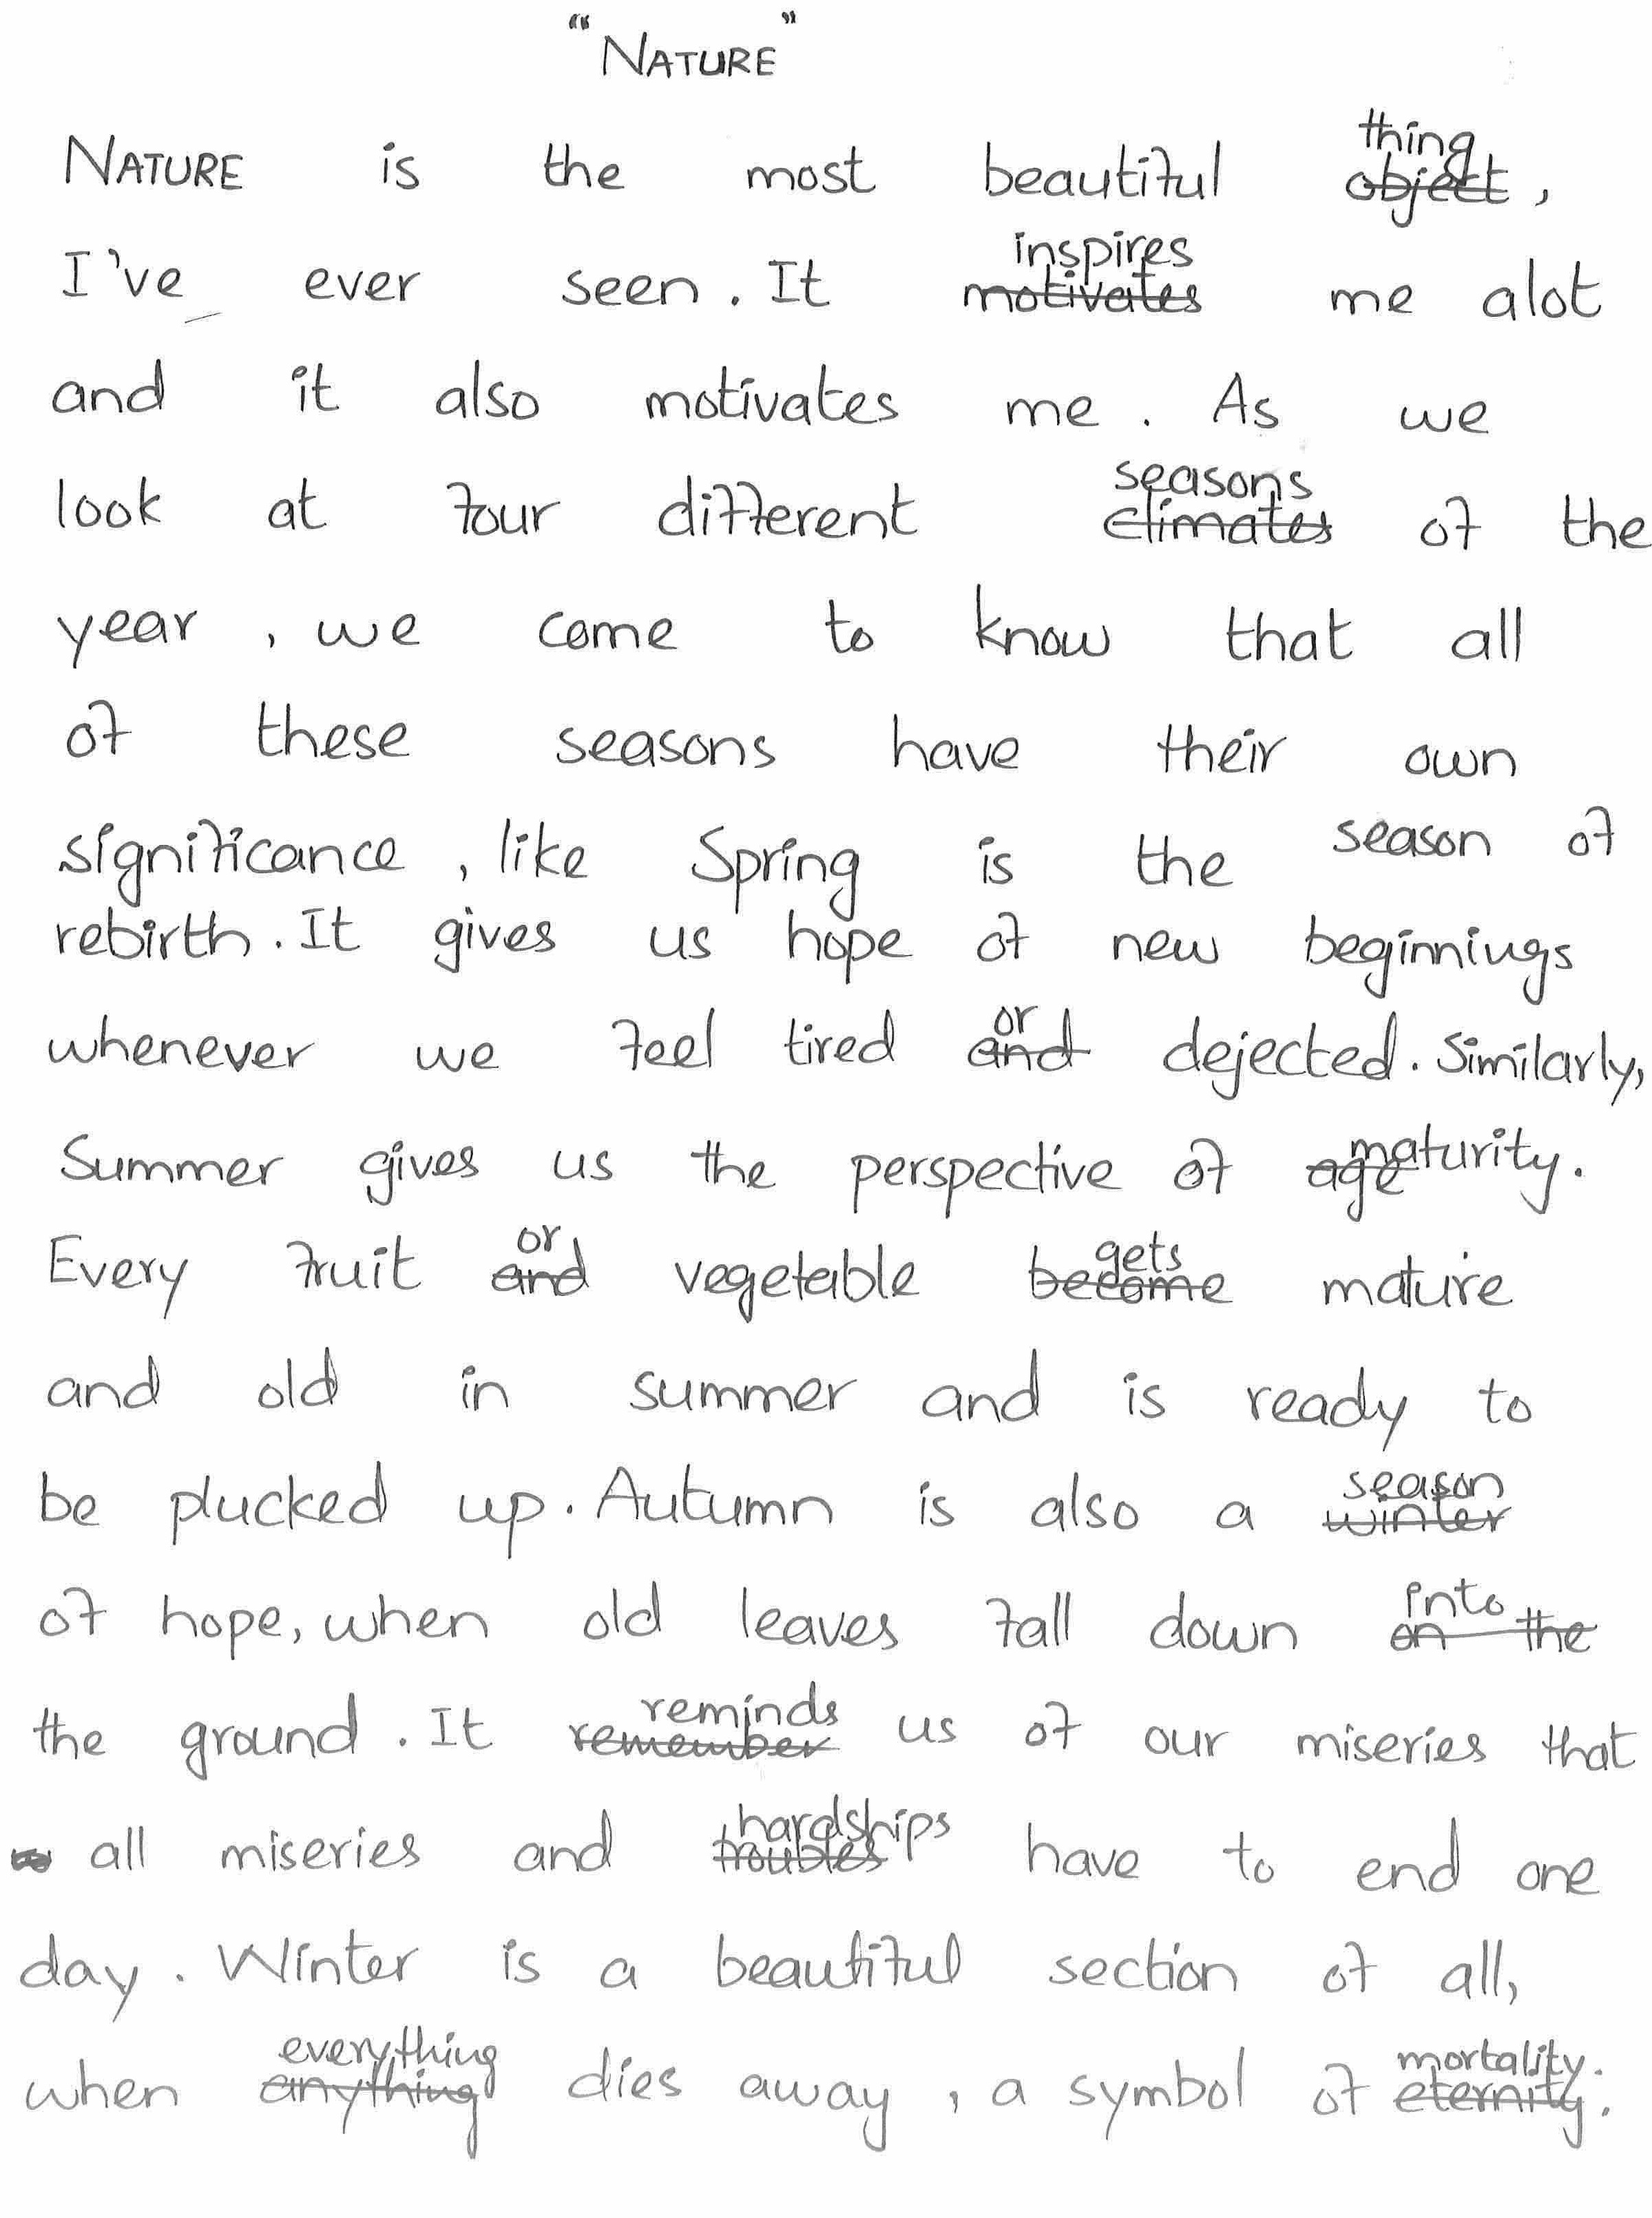 "NATURE"
NATURE is the most beautiful thing ~~object~~,
I've ever seen. It inspires ~~motivates~~ me alot
and it also motivates me. As we
look at four different seasons ~~climates~~ of the
year, we come to know that all
of these seasons have their own
significance, like Spring is the season of
rebirth. It gives us hope of new beginnings
whenever we feel tired or ~~and~~ dejected. Similarly,
Summer gives us the perspective of ~~age~~ maturity.
Every fruit or ~~and~~ vegetable gets ~~become~~ mature
and old in summer and is ready to
be plucked up. Autumn is also a season ~~winter~~
of hope, when old leaves fall down into ~~on the~~
the ground. It reminds ~~remember~~ us of our miseries that
all miseries and hardships ~~troubles~~ have to end one
day. Winter is a beautiful section of all,
when everything ~~anything~~ dies away, a symbol of mortality. ~~eternity~~.